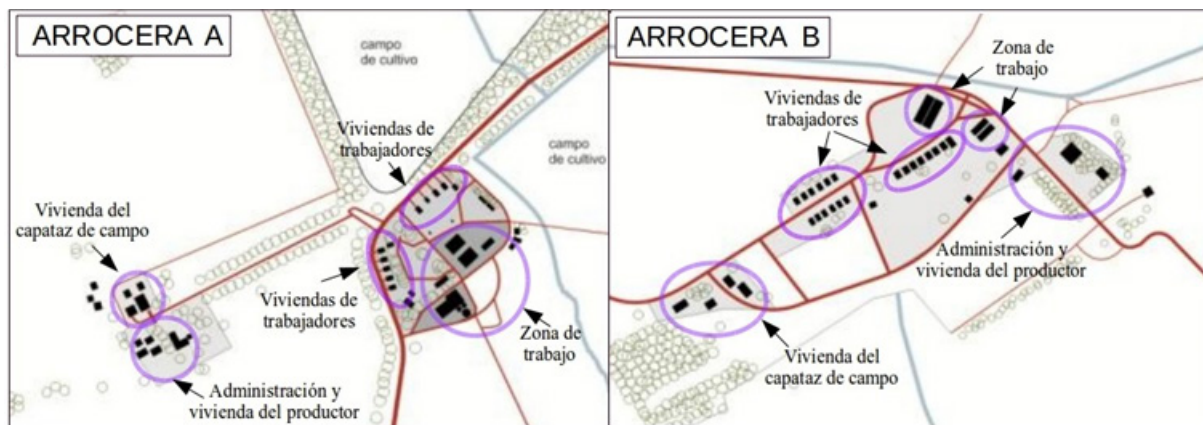 ARROCERA A
campo
de cultivo
Viviendas de
trabajadores
campo
de cultivo
Vivienda del
capataz de campo
Viviendas de
trabajadores
Zona de
trabajo
Administración y
vivienda del productor
ARROCERA B
Zona de
trabajo
Viviendas de
trabajadores
Administración y
vivienda del productor
Vivienda del
capataz de campo